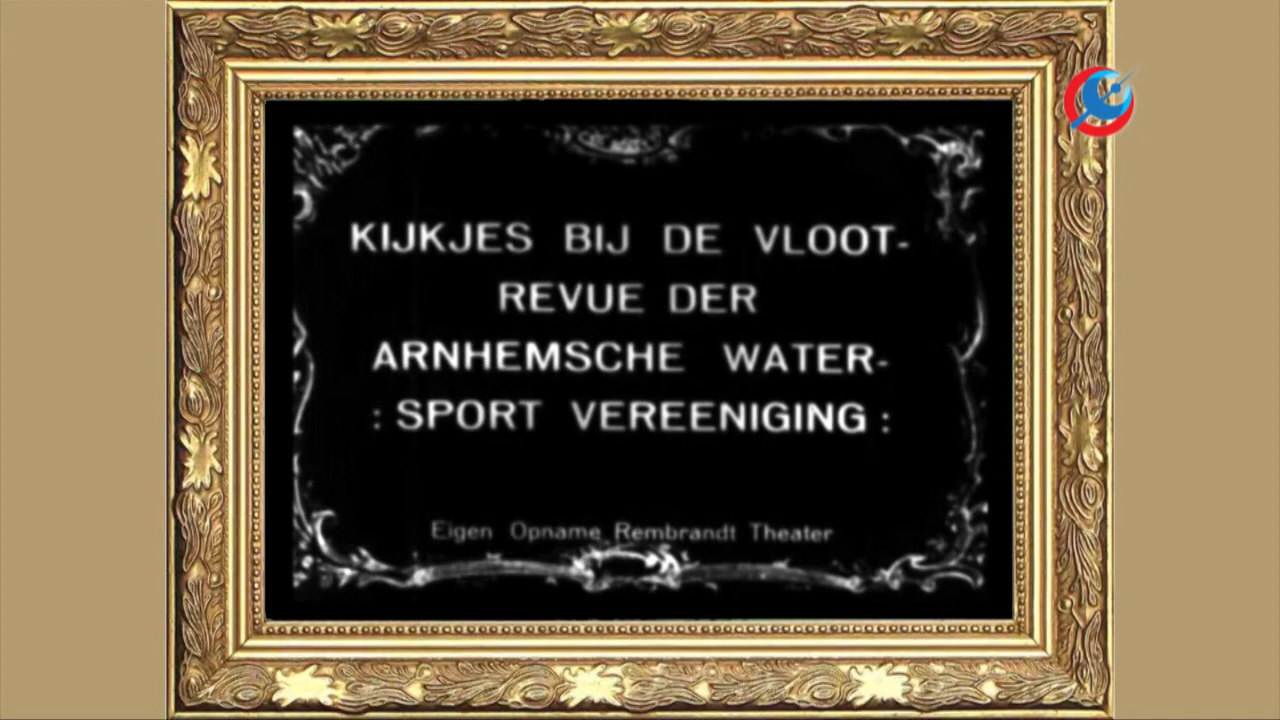 KIJKJES BIJ DE VLOOT-
REVUE DER
ARNHEMSCHE WATER-
: SPORT VEREENIGING :
Eigen Opname Rembrandt Theater